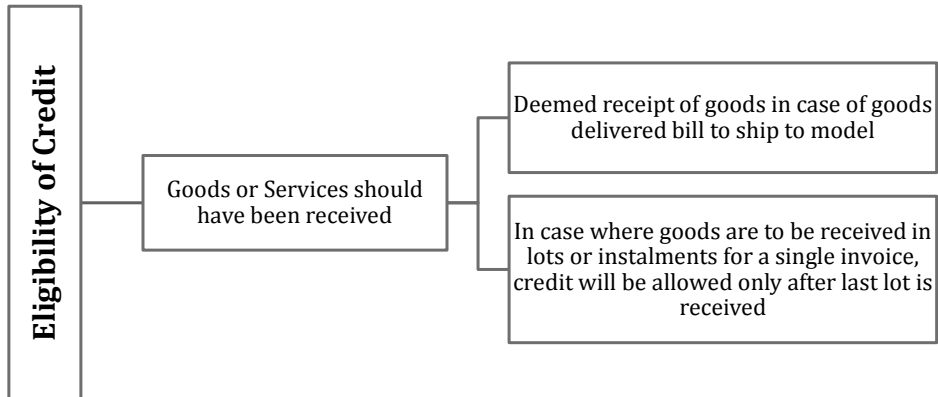 Eligibility of Credit
Goods or Services should
have been received
Deemed receipt of goods in case of goods
delivered bill to ship to model
In case where goods are to be received in
lots or instalments for a single invoice,
credit will be allowed only after last lot is
received